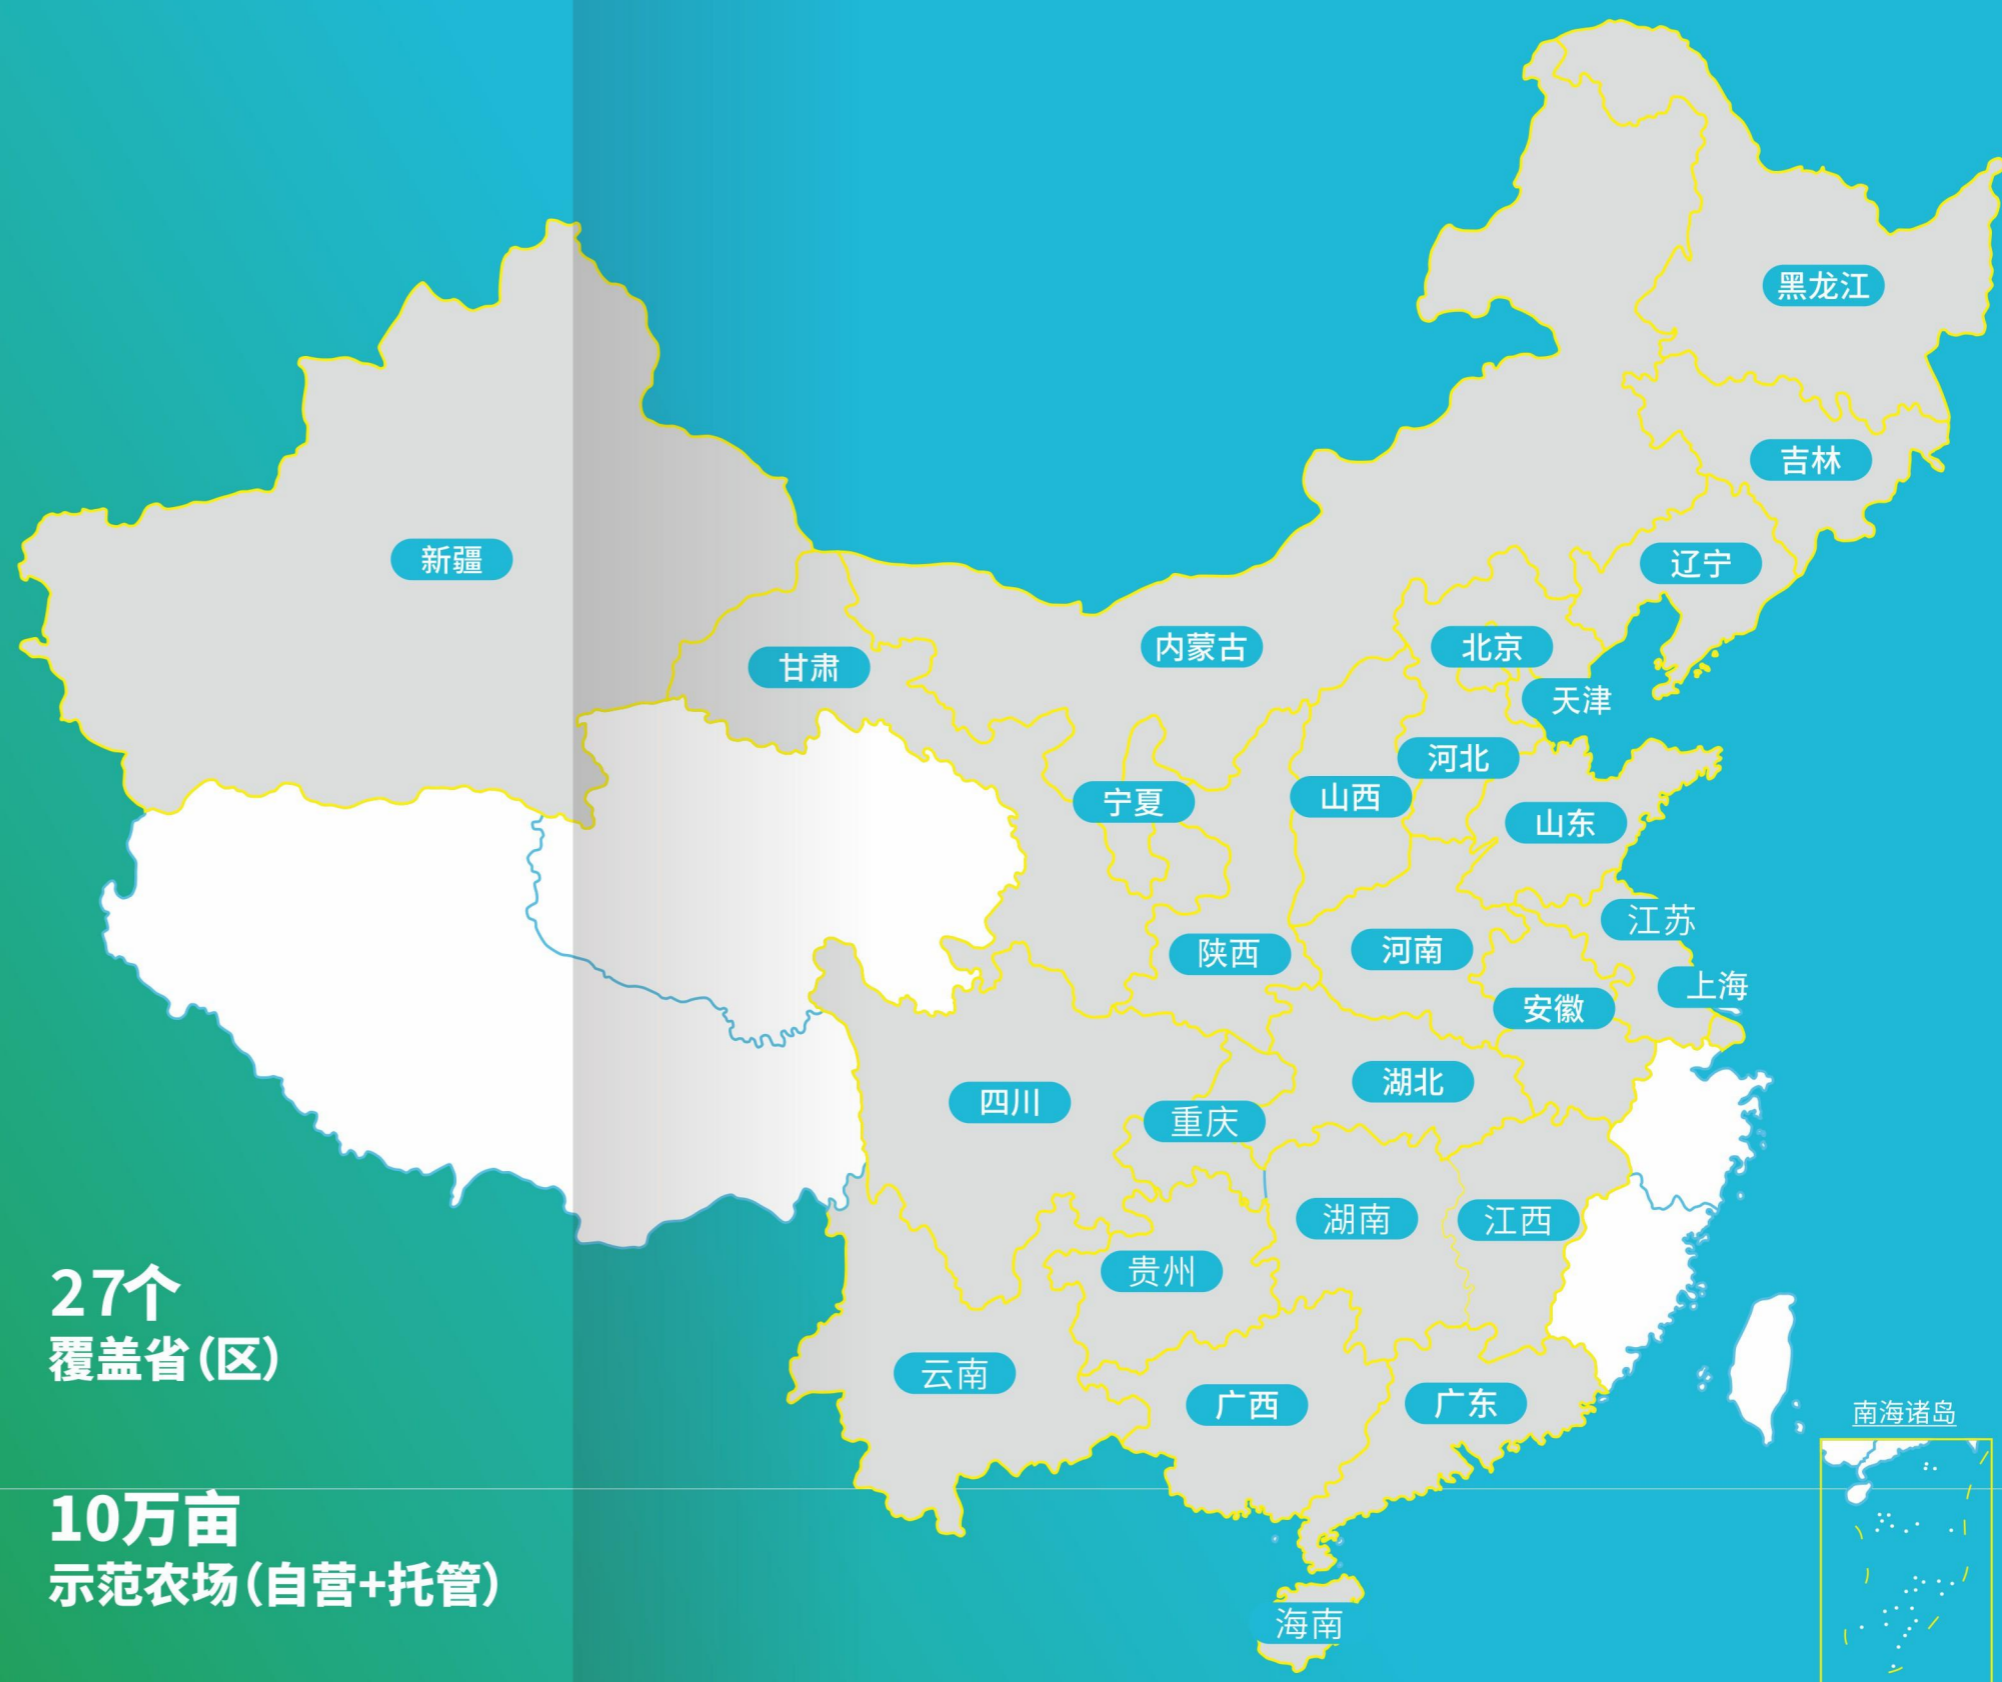 黑龙江
吉林
辽宁
新疆
甘肃
内蒙古
北京
天津
河北
宁夏
山西
山东
江苏
陕西
河南
上海
安徽
四川
重庆
湖北
湖南
江西
贵州
云南
广西
广东
海南
南海诸岛
27个
覆盖省(区)
10万亩
示范农场(自营+托管)